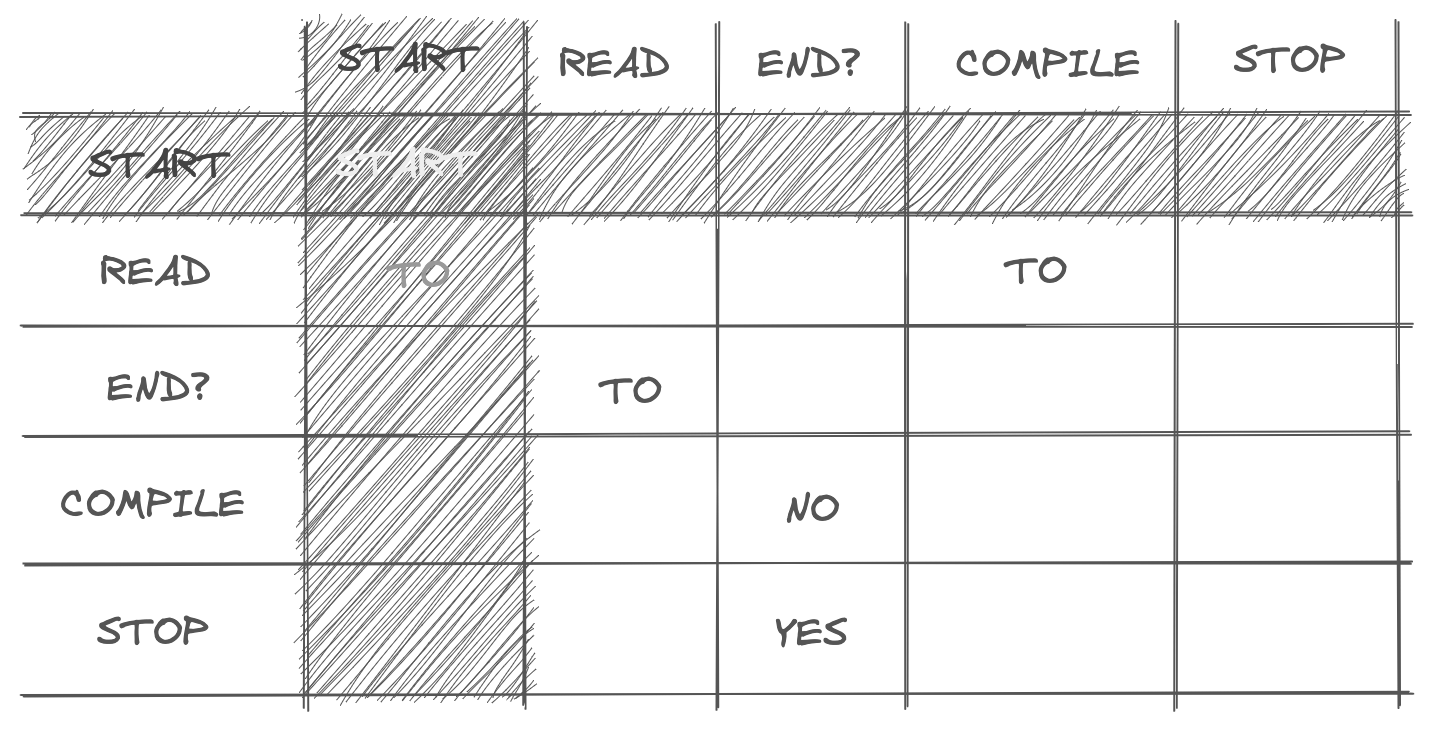 START READ END? COMPILE STOP
START START
READ TO TO
END? TO
COMPILE NO
STOP YES